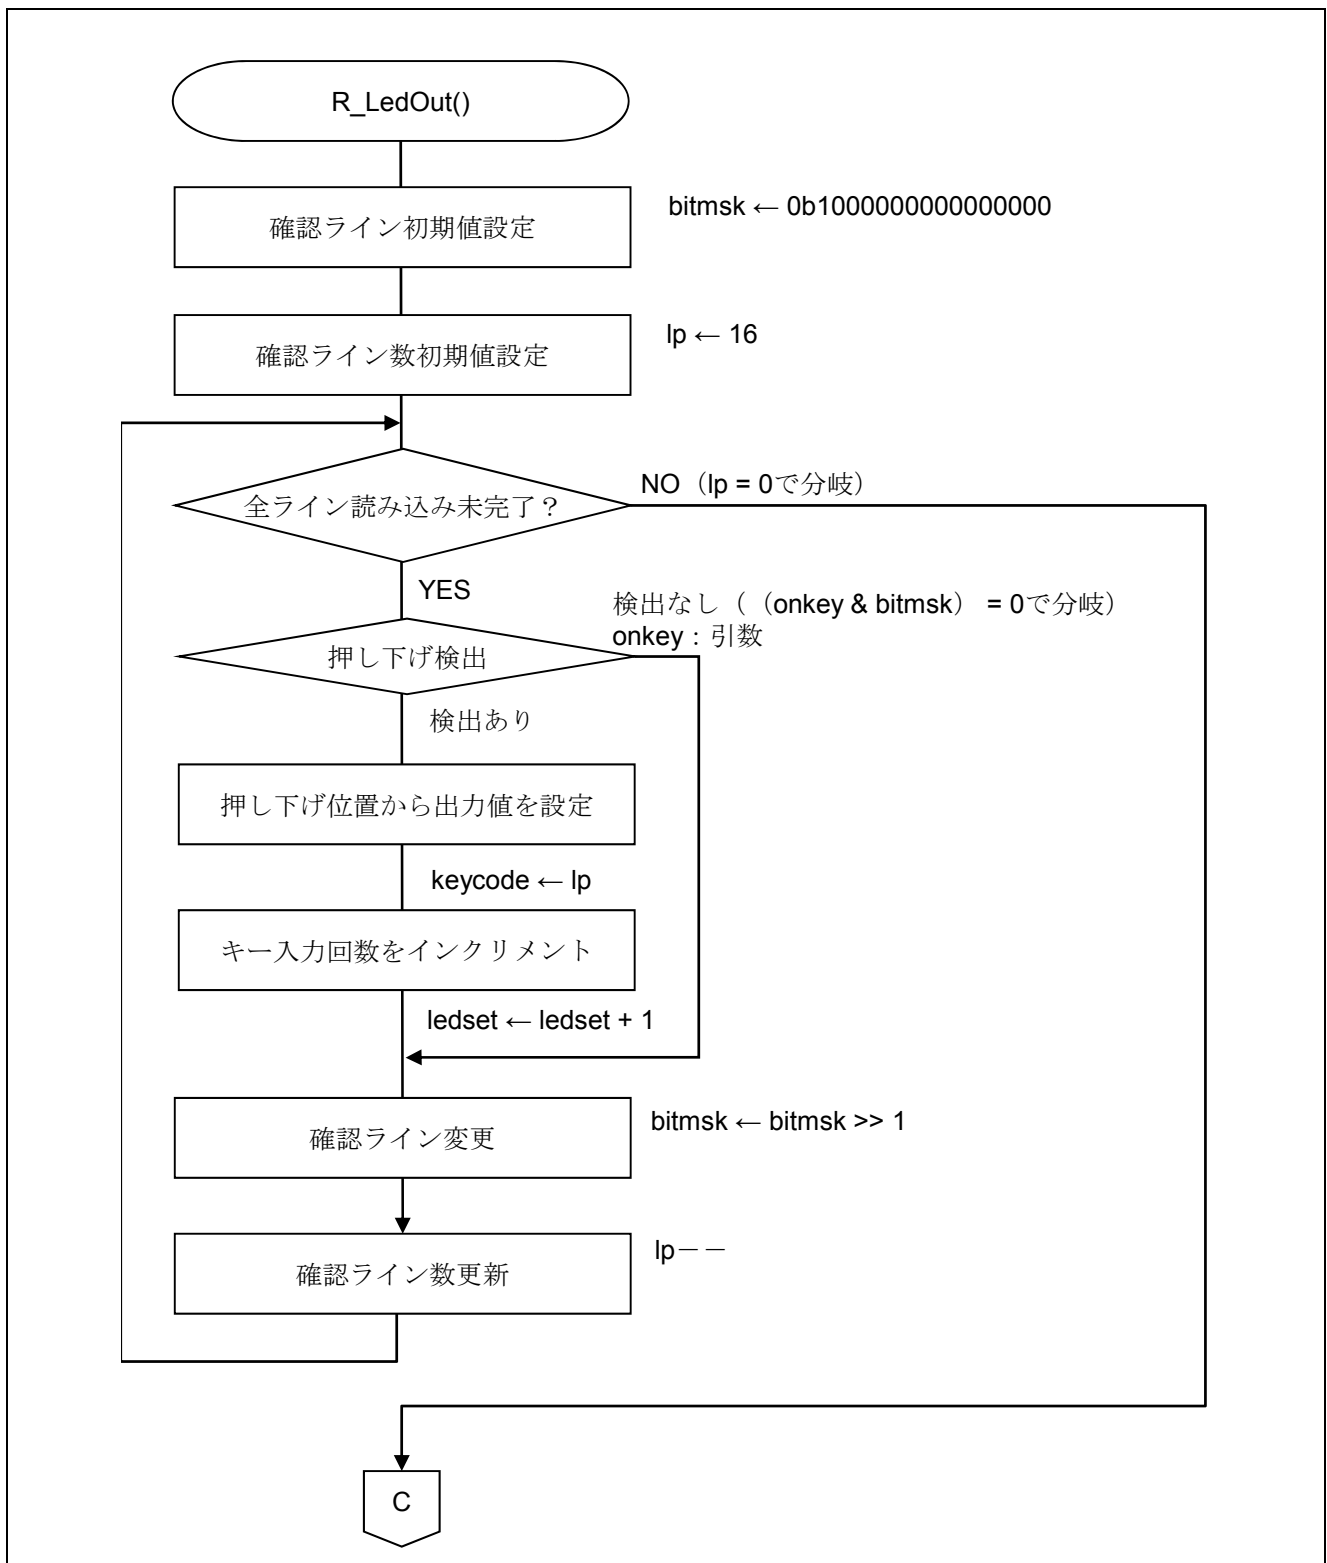 R_LedOut()
確認ライン初期値設定
bitmsk ← 0b1000000000000000
確認ライン数初期値設定
lp ← 16
全ライン読み込み未完了？
NO（lp = 0で分岐）
YES
検出なし（（onkey & bitmsk） = 0で分岐）
onkey：引数
押し下げ検出
検出あり
押し下げ位置から出力値を設定
keycode ← lp
キー入力回数をインクリメント
ledset ← ledset + 1
確認ライン変更
bitmsk ← bitmsk >> 1
確認ライン数更新
lp－－
C